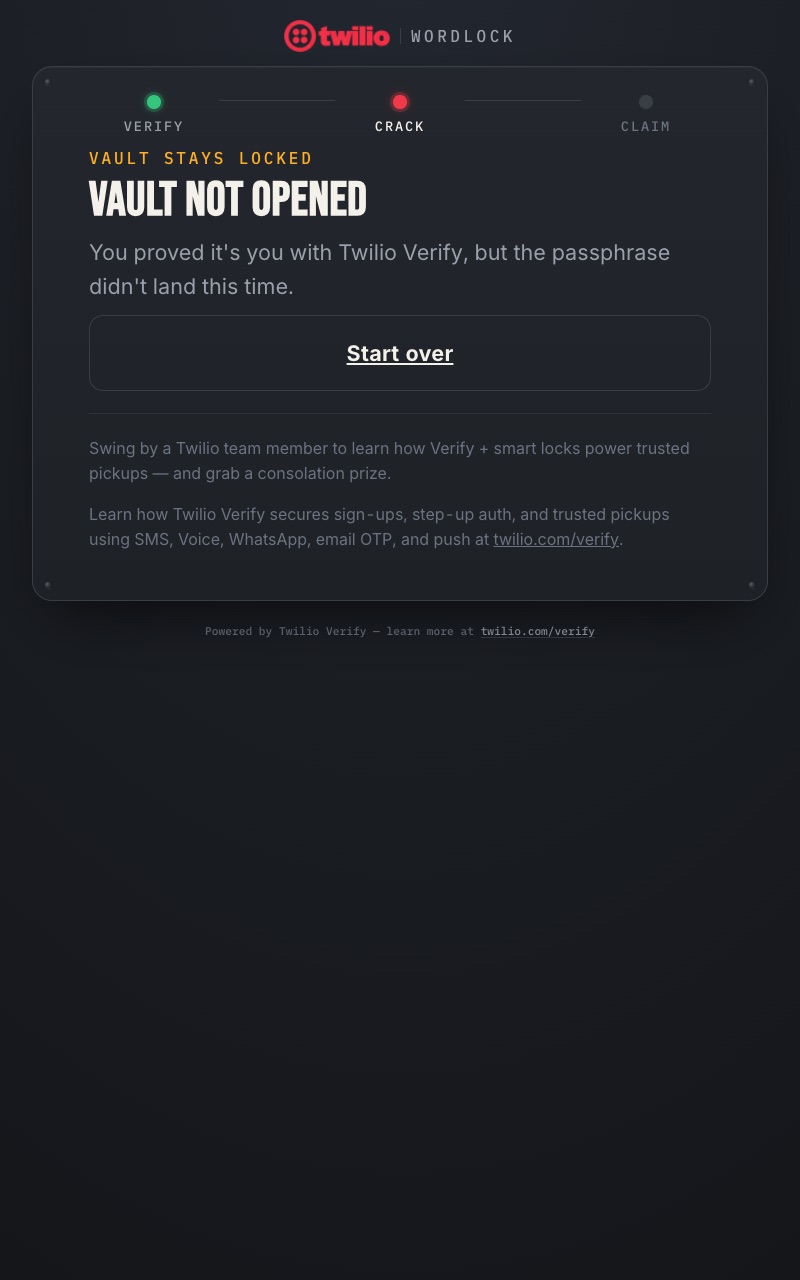 twilio WORDLOCK
VERIFY CRACK CLAIM
VAULT STAYS LOCKED
VAULT NOT OPENED
You proved it's you with Twilio Verify, but the passphrase
didn't land this time.
Start over
Swing by a Twilio team member to learn how Verify + smart locks power trusted
pickups — and grab a consolation prize.
Learn how Twilio Verify secures sign-ups, step-up auth, and trusted pickups
using SMS, Voice, WhatsApp, email OTP, and push at twilio.com/verify.
Powered by Twilio Verify — learn more at twilio.com/verify